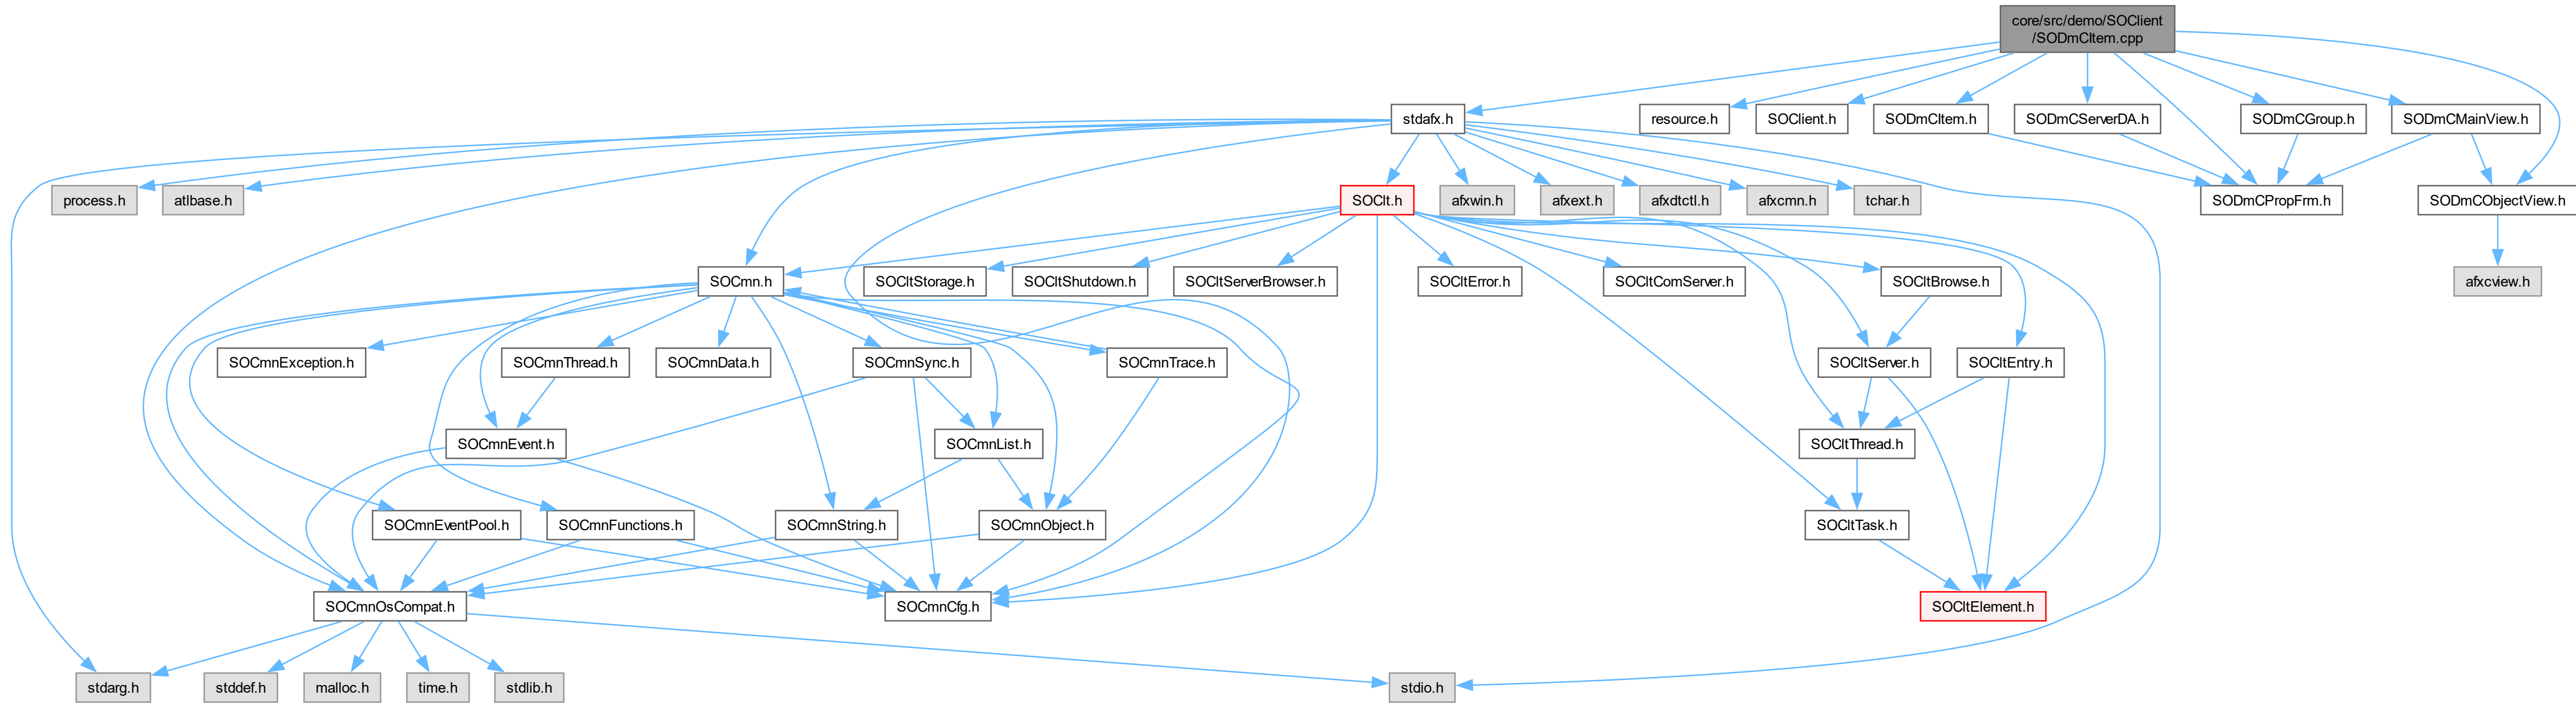 core/src/demo/SOClient
/SODmCItem.cpp
stdafx.h
resource.h
SOClient.h
SODmCItem.h
SODmCServerDA.h
SODmCGroup.h
SODmCMainView.h
process.h
atlbase.h
SOClt.h
afxwin.h
afxext.h
afxdtctl.h
afxcmn.h
tchar.h
SODmCPropFrm.h
SODmCObjectView.h
SOCmn.h
SOCltStorage.h
SOCltShutdown.h
SOCltServerBrowser.h
SOCltError.h
SOCltComServer.h
SOCltBrowse.h
afxcview.h
SOCmnException.h
SOCmnThread.h
SOCmnData.h
SOCmnSync.h
SOCmnTrace.h
SOCltServer.h
SOCltEntry.h
SOCmnEvent.h
SOCmnList.h
SOCltThread.h
SOCmnEventPool.h
SOCmnFunctions.h
SOCmnString.h
SOCmnObject.h
SOCltTask.h
SOCmnOsCompat.h
SOCmnCfg.h
SOCltElement.h
stdarg.h
stddef.h
malloc.h
time.h
stdlib.h
stdio.h